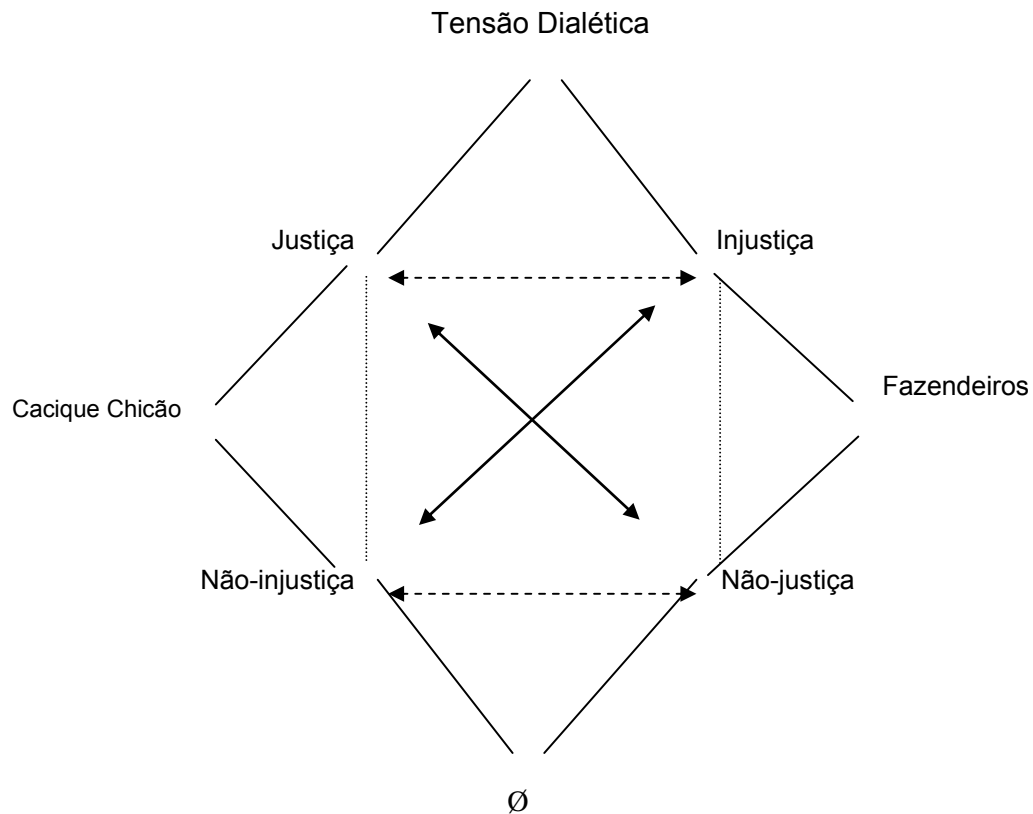 Tensão Dialética
Justiça
Injustiça
Cacique Chicão
Fazendeiros
Não-injustiça
Não-justiça
Ø